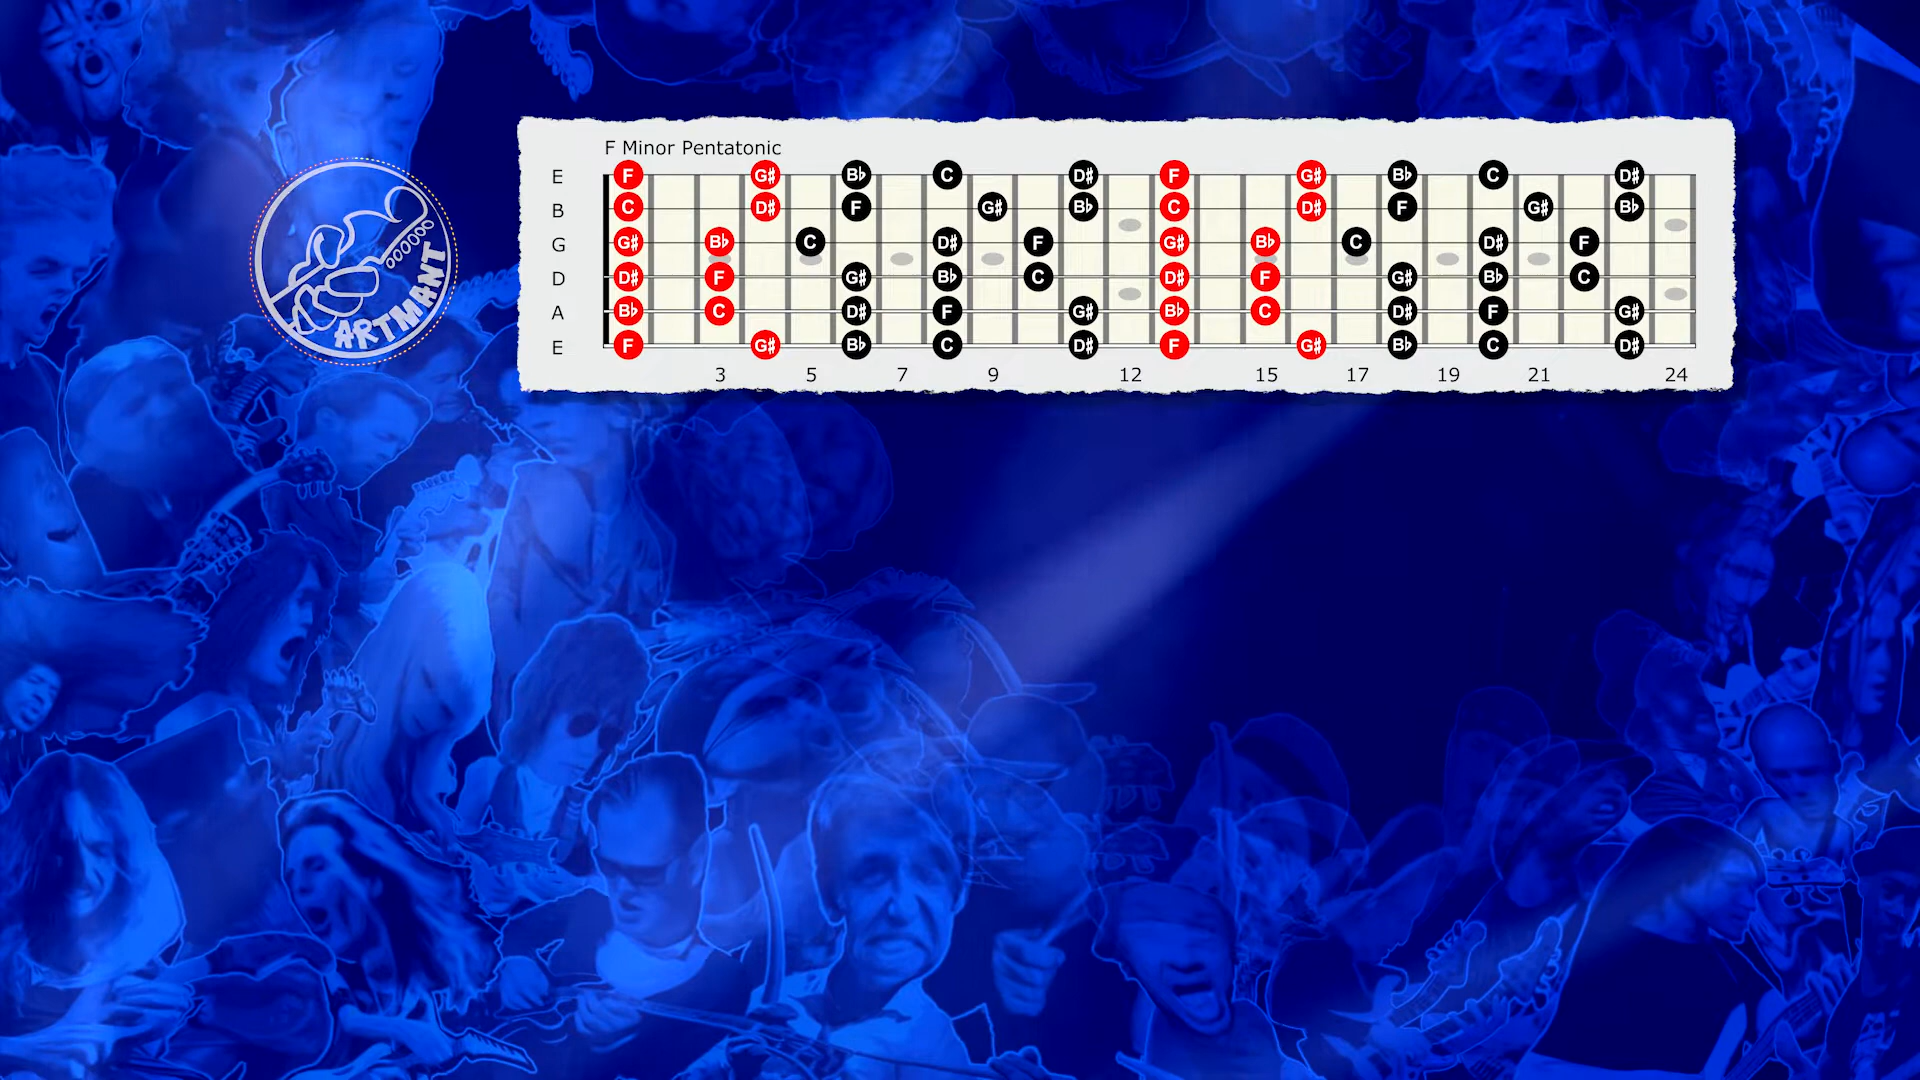 ARTMANT
F Minor Pentatonic
E F G♯ B♭ C D♯ F G♯ B♭ C D♯
B C D♯ F G♯ B♭ C D♯ F G♯ B♭
G G♯ B♭ C D♯ F G♯ B♭ C D♯ F
D D♯ F G♯ B♭ C D♯ F G♯ B♭ C
A B♭ C D♯ F G♯ B♭ C D♯ F G♯
E F G♯ B♭ C D♯ F G♯ B♭ C D♯
3 5 7 9 12 15 17 19 21 24